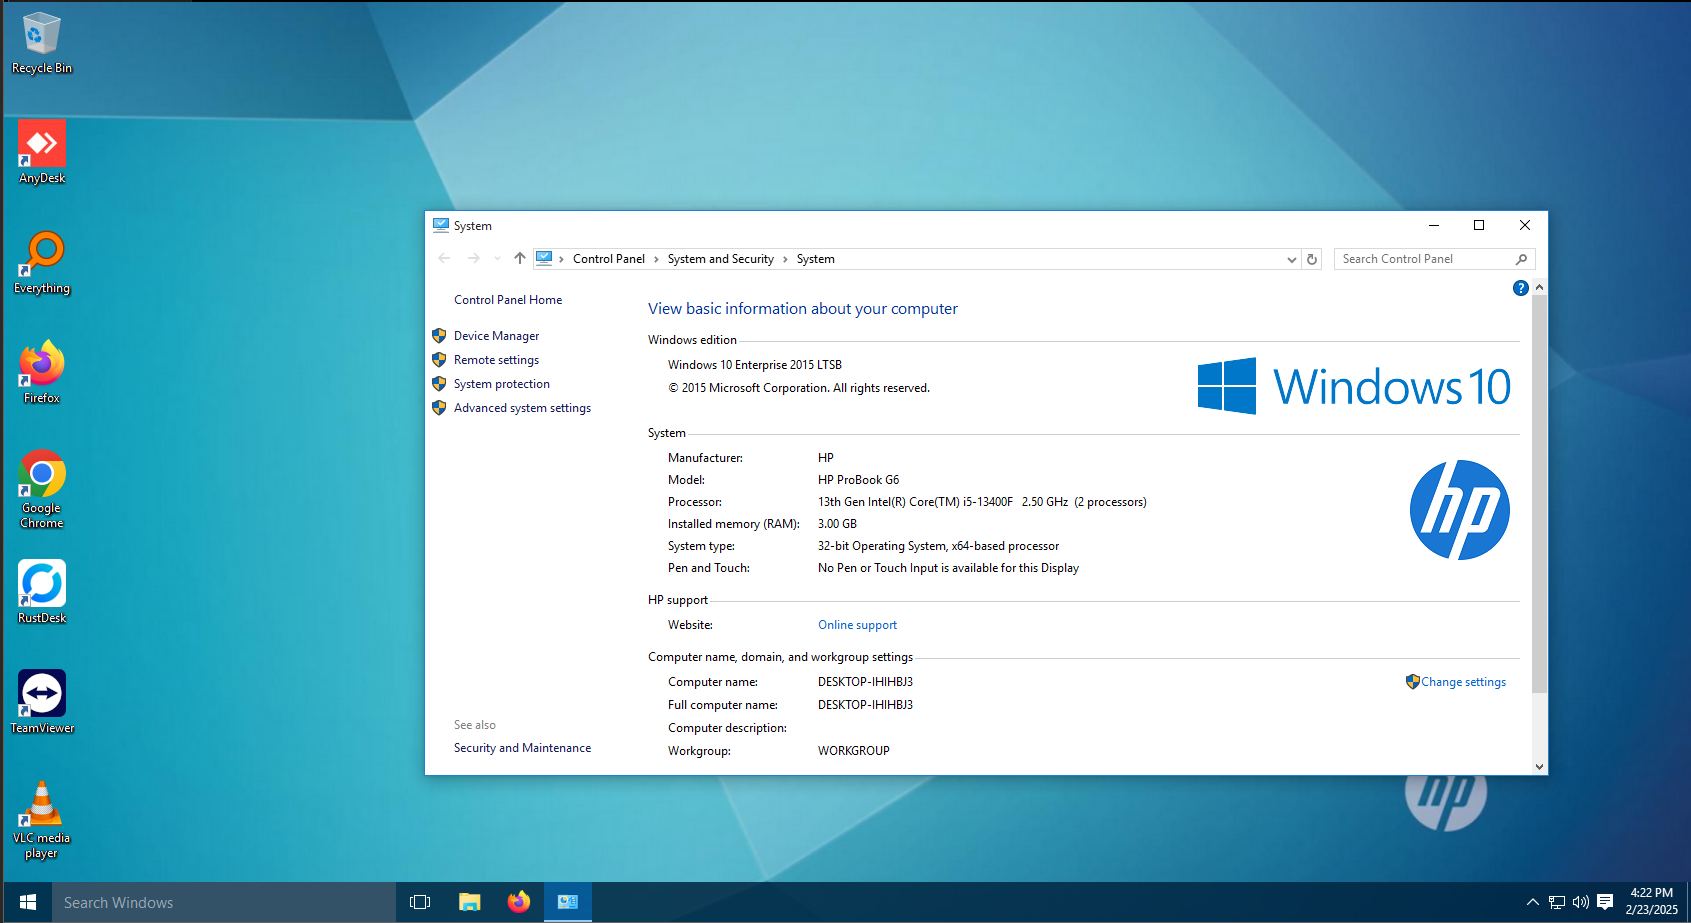 Recycle Bin
AnyDesk
Everything
Firefox
Google
Chrome
RustDesk
TeamViewer
VLC media
player
System
Control Panel
System and Security
System
Search Control Panel
Control Panel Home
Device Manager
Remote settings
System protection
Advanced system settings
See also
Security and Maintenance
View basic information about your computer
Windows edition
Windows 10 Enterprise 2015 LTSB
© 2015 Microsoft Corporation. All rights reserved.
Windows 10
System
Manufacturer: HP
Model: HP ProBook G6
Processor: 13th Gen Intel(R) Core(TM) i5-13400F 2.50 GHz (2 processors)
Installed memory (RAM): 3.00 GB
System type: 32-bit Operating System, x64-based processor
Pen and Touch: No Pen or Touch Input is available for this Display
hp
HP support
Website: Online support
Computer name, domain, and workgroup settings
Computer name: DESKTOP-IHIHBJ3
Change settings
Full computer name: DESKTOP-IHIHBJ3
Computer description:
Workgroup: WORKGROUP
hp
Search Windows
4:22 PM
2/23/2025